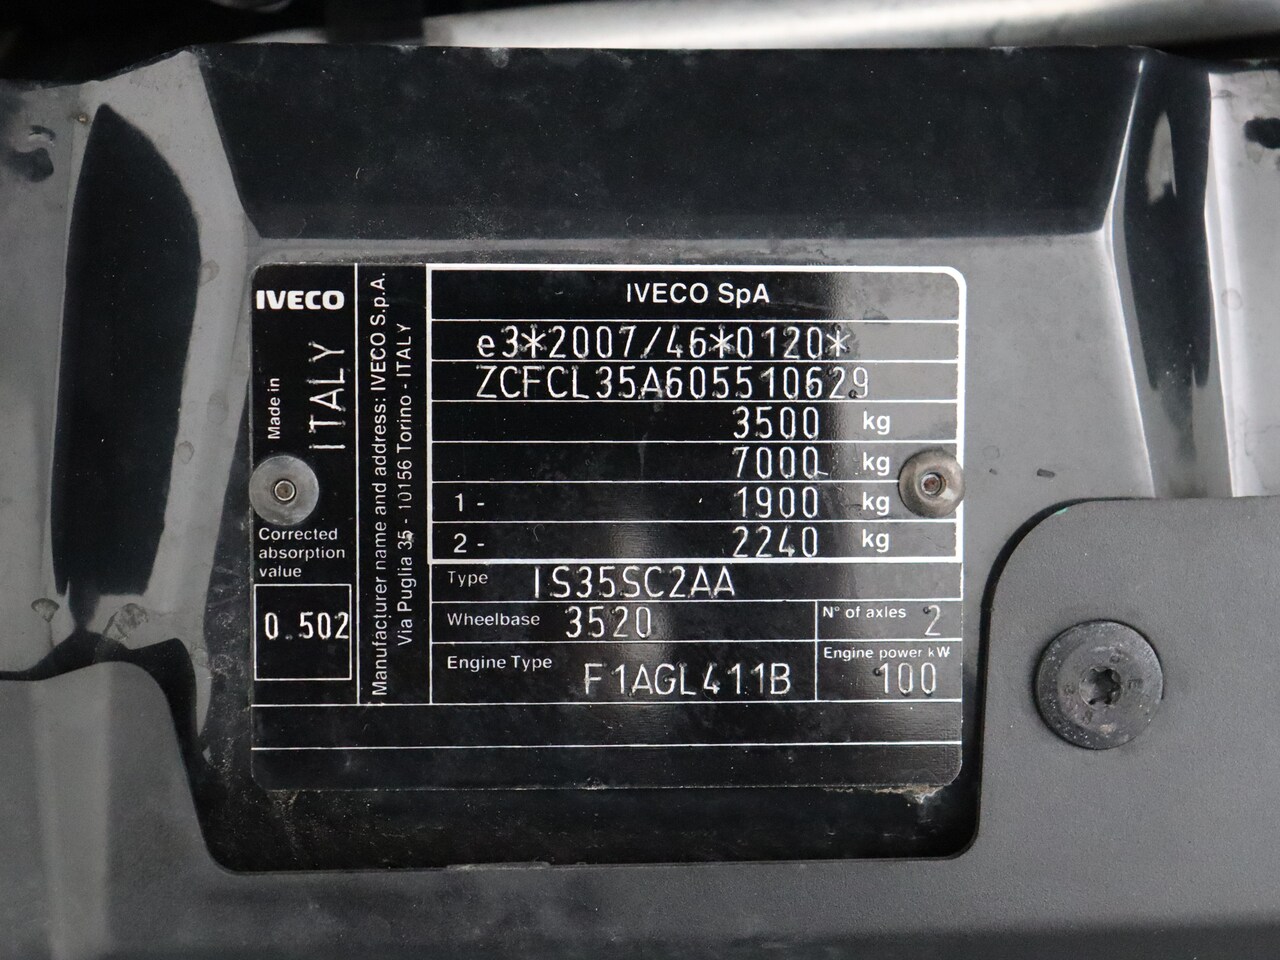 IVECO
Made in
ITALY
Corrected
absorption
value
0.502
Manufacturer name and address: IVECO S.p.A.
Via Puglia 35 - 10156 Torino - ITALY
IVECO SpA
e3*2007/46*0120*
ZCFCL35A605510629
3500 kg
7000 kg
1 - 1900 kg
2 - 2240 kg
Type IS35SC2AA
Wheelbase 3520 N° of axles 2
Engine Type F1AGL411B Engine power kW 100